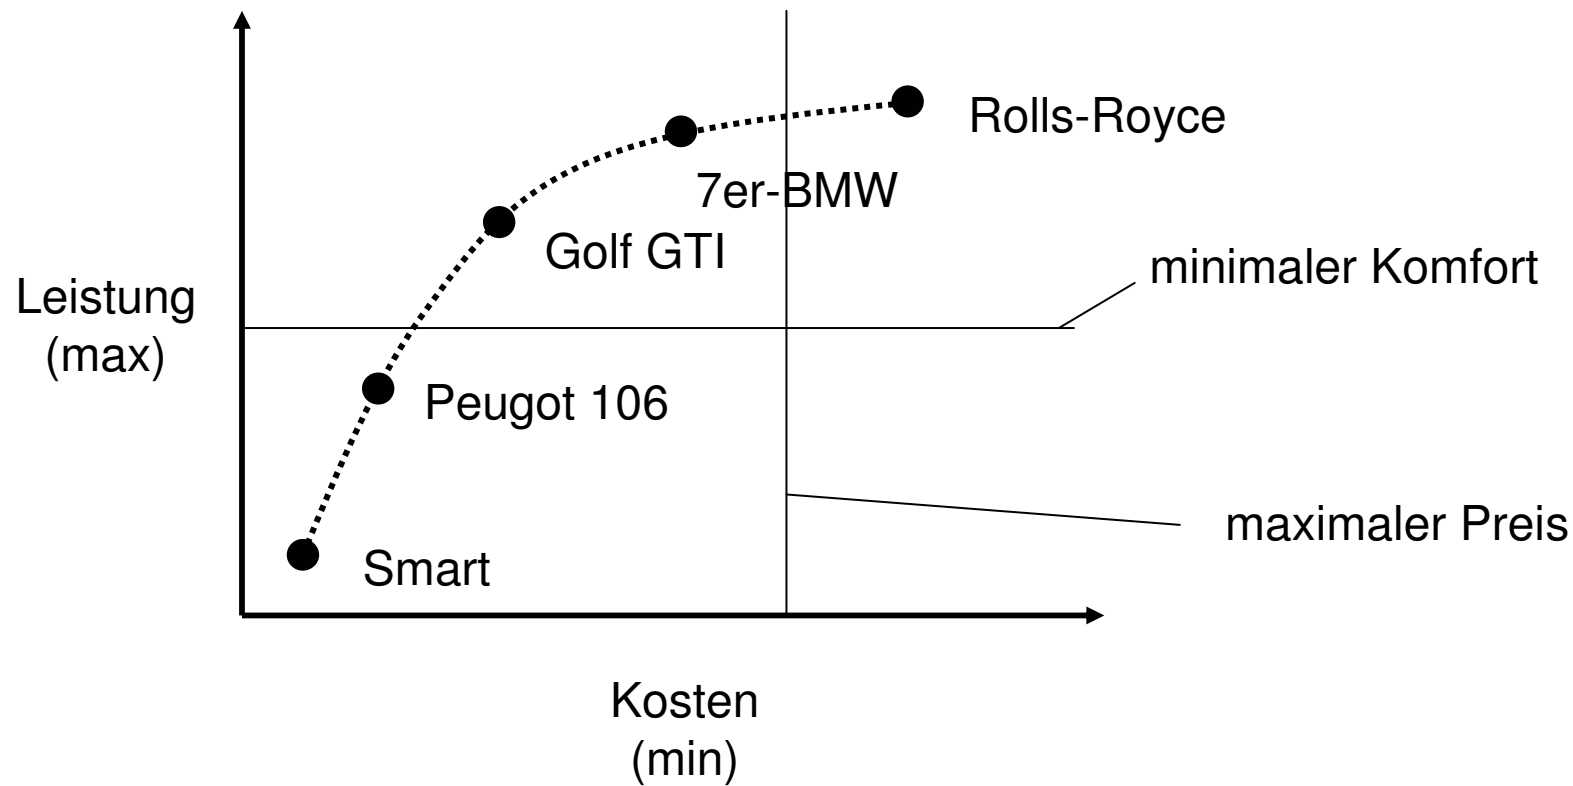 Rolls-Royce
7er-BMW
Golf GTI
minimaler Komfort
Leistung
(max)
Peugot 106
maximaler Preis
Smart
Kosten
(min)